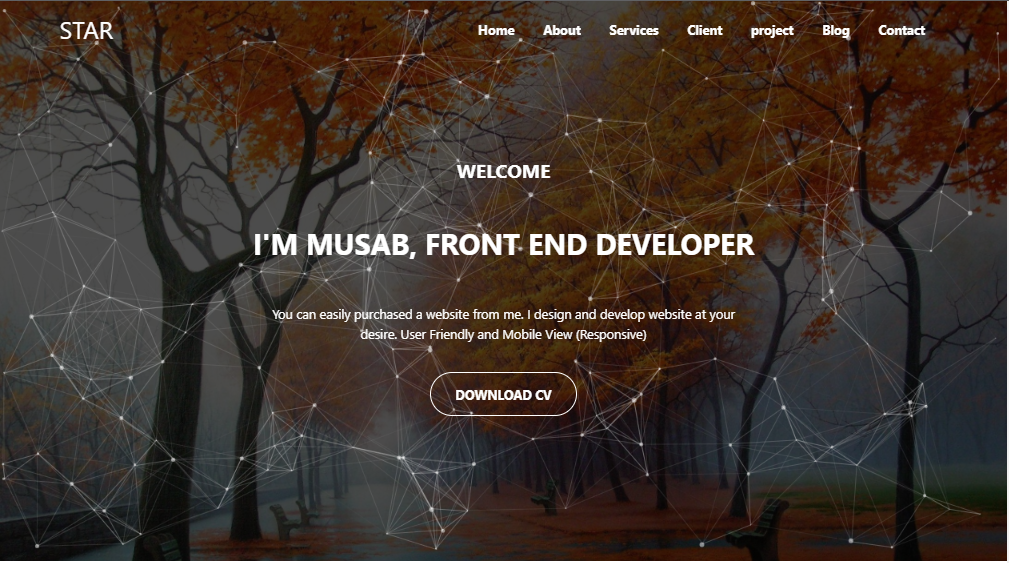 STAR
Home About Services Client project Blog Contact
WELCOME
I'M MUSAB, FRONT END DEVELOPER
You can easily purchased a website from me. I design and develop website at your
desire. User Friendly and Mobile View (Responsive)
DOWNLOAD CV